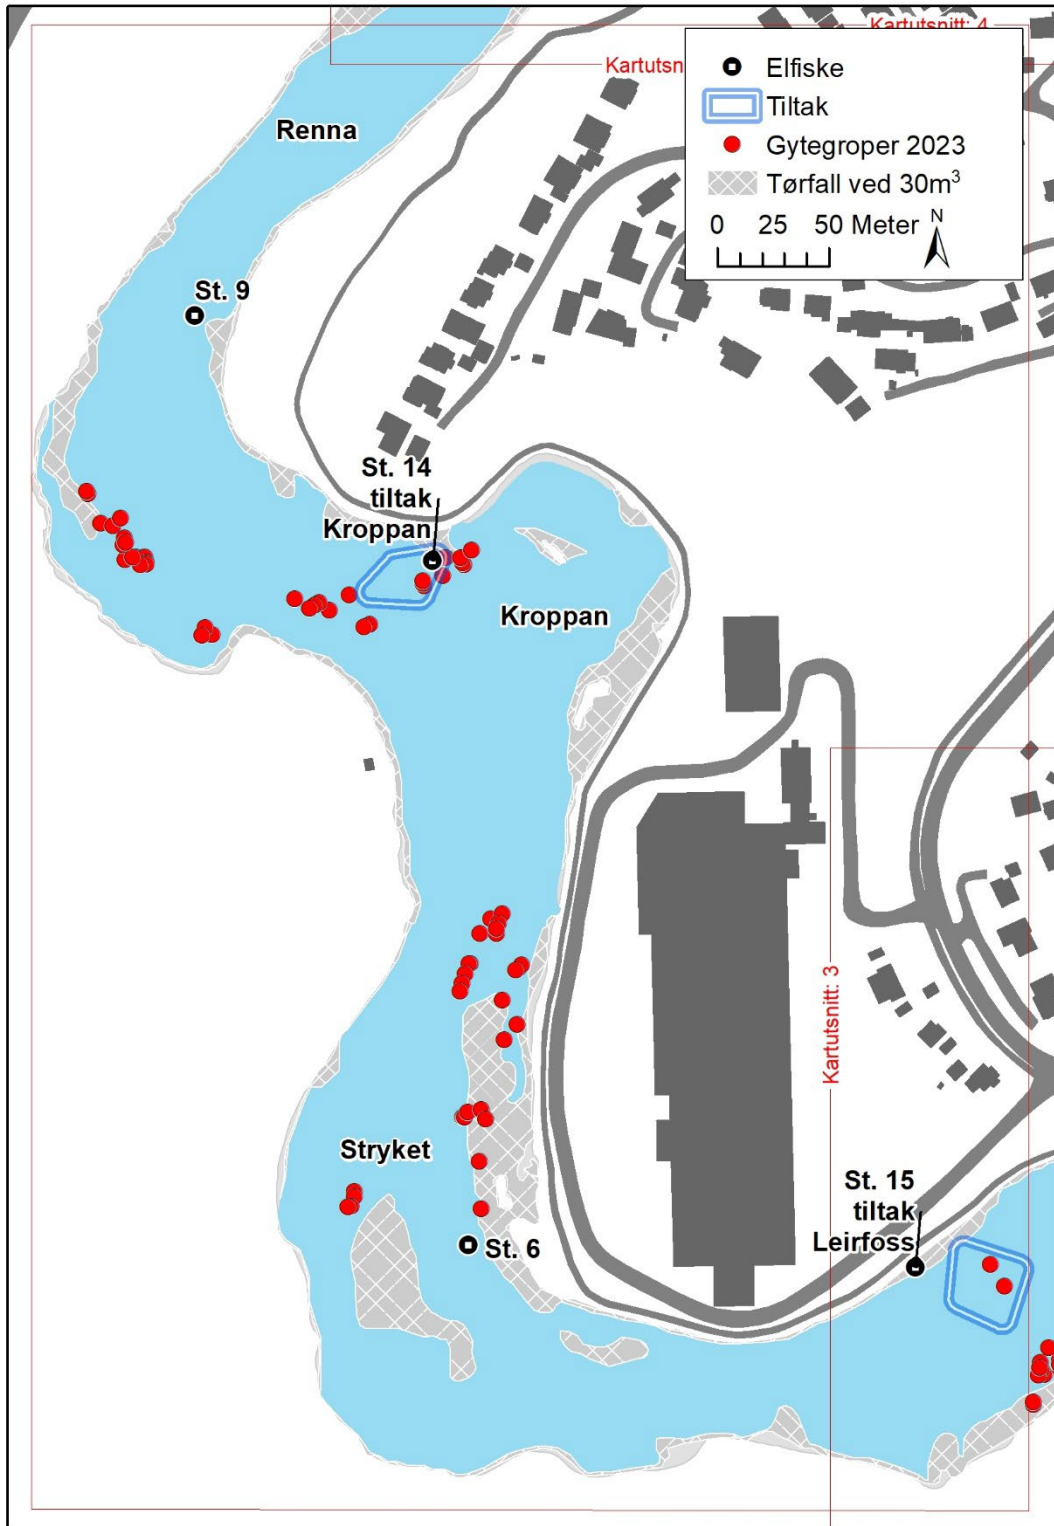 Kartutsnitt: 4
Kartutsn
Elfiske
Tiltak
Gytegroper 2023
Tørfall ved 30m³
0 25 50 Meter
N
Renna
St. 9
St. 14
tiltak
Kroppan
Kroppan
Kartutsnitt: 3
Stryket
St. 6
St. 15
tiltak
Leirfoss